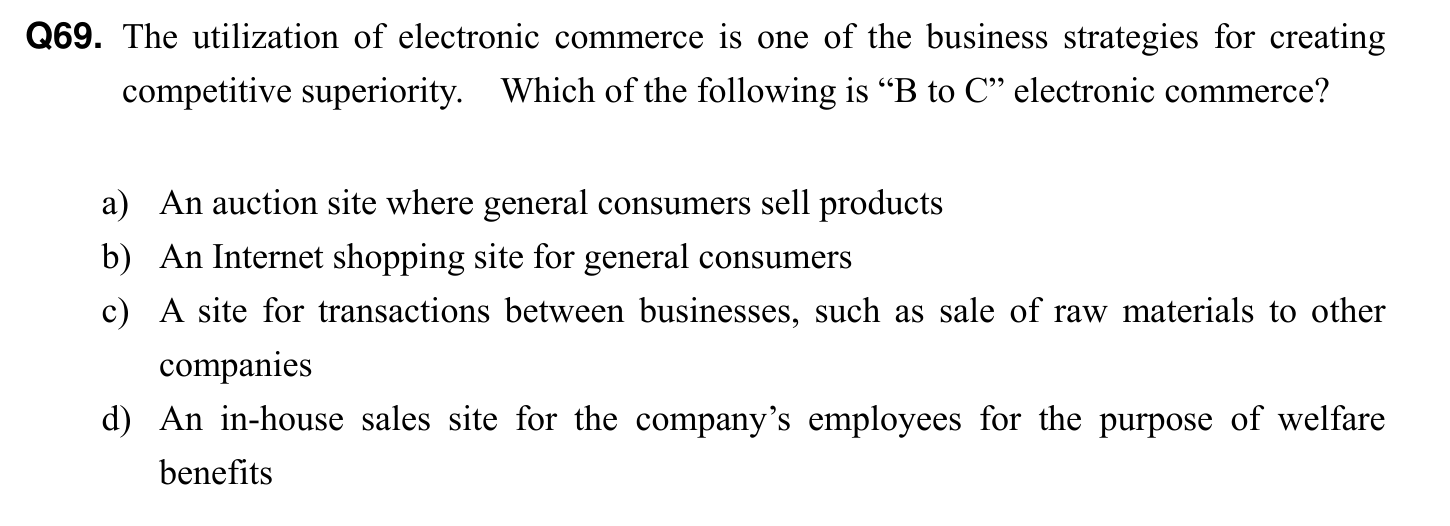 Q69. The utilization of electronic commerce is one of the business strategies for creating
competitive superiority. Which of the following is “B to C” electronic commerce?
a) An auction site where general consumers sell products
b) An Internet shopping site for general consumers
c) A site for transactions between businesses, such as sale of raw materials to other
companies
d) An in-house sales site for the company’s employees for the purpose of welfare
benefits